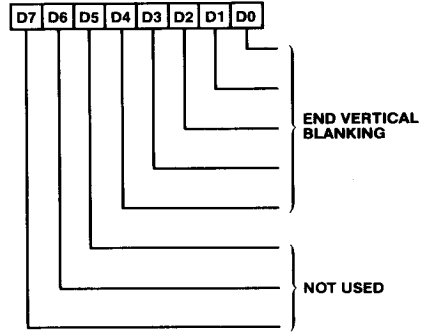 D7 D6 D5 D4 D3 D2 D1 D0
END VERTICAL
BLANKING
NOT USED